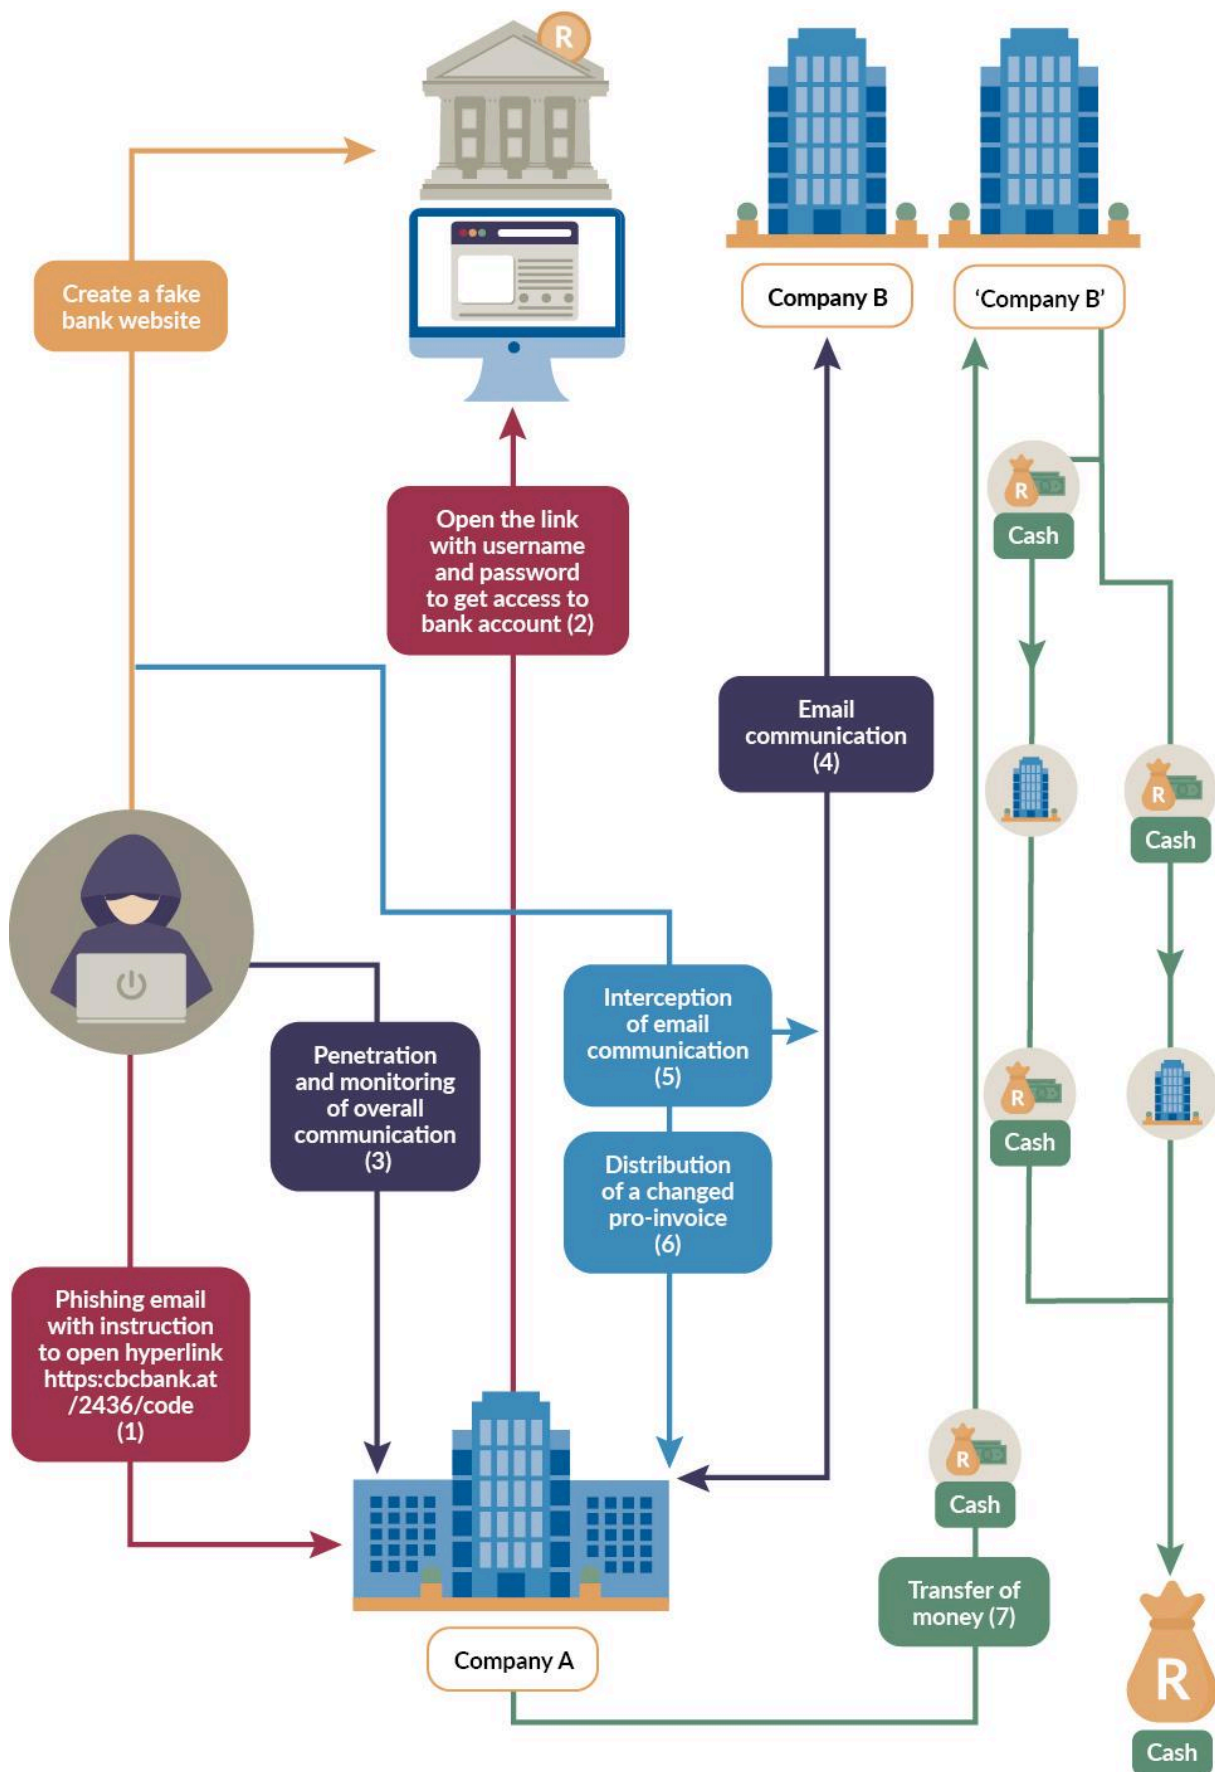 R
Create a fake
bank website
Company B
‘Company B’
R
Cash
Open the link
with username
and password
to get access to
bank account (2)
Email
communication
(4)
R
Cash
Interception
of email
communication
(5)
Penetration
and monitoring
of overall
communication
(3)
R
Cash
Distribution
of a changed
pro-invoice
(6)
Phishing email
with instruction
to open hyperlink
https:cbcbank.at
/2436/code
(1)
R
Cash
Transfer of
money (7)
Company A
R
Cash